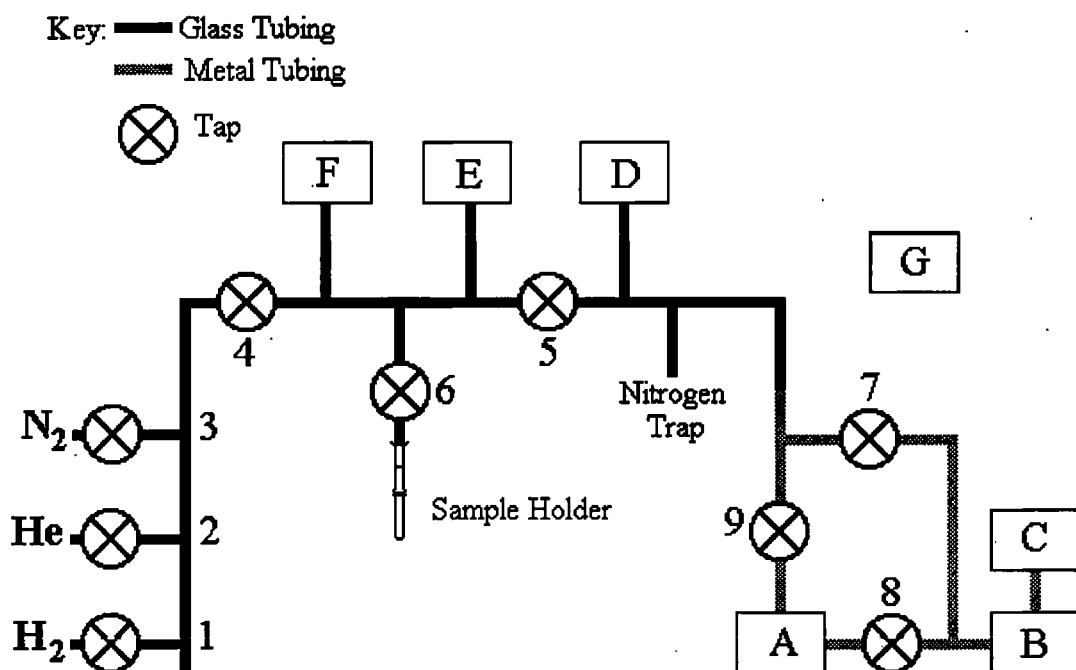 Key: Glass Tubing
Metal Tubing
Tap
F
E
D
G
4
5
6
7
N2
3
Nitrogen
Trap
He
2
Sample Holder
9
C
H2
1
A
8
B